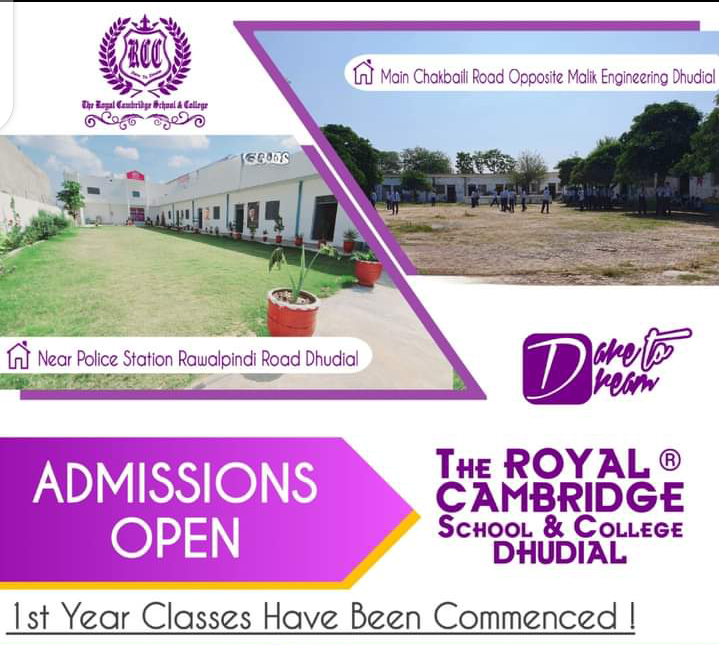 RCC
The Royal Cambridge School & College
Main Chakbaili Road Opposite Malik Engineering Dhudial
Near Police Station Rawalpindi Road Dhudial
Dare to
Dream
ADMISSIONS
OPEN
THE ROYAL ®
CAMBRIDGE
SCHOOL & COLLEGE
DHUDIAL
1st Year Classes Have Been Commenced !